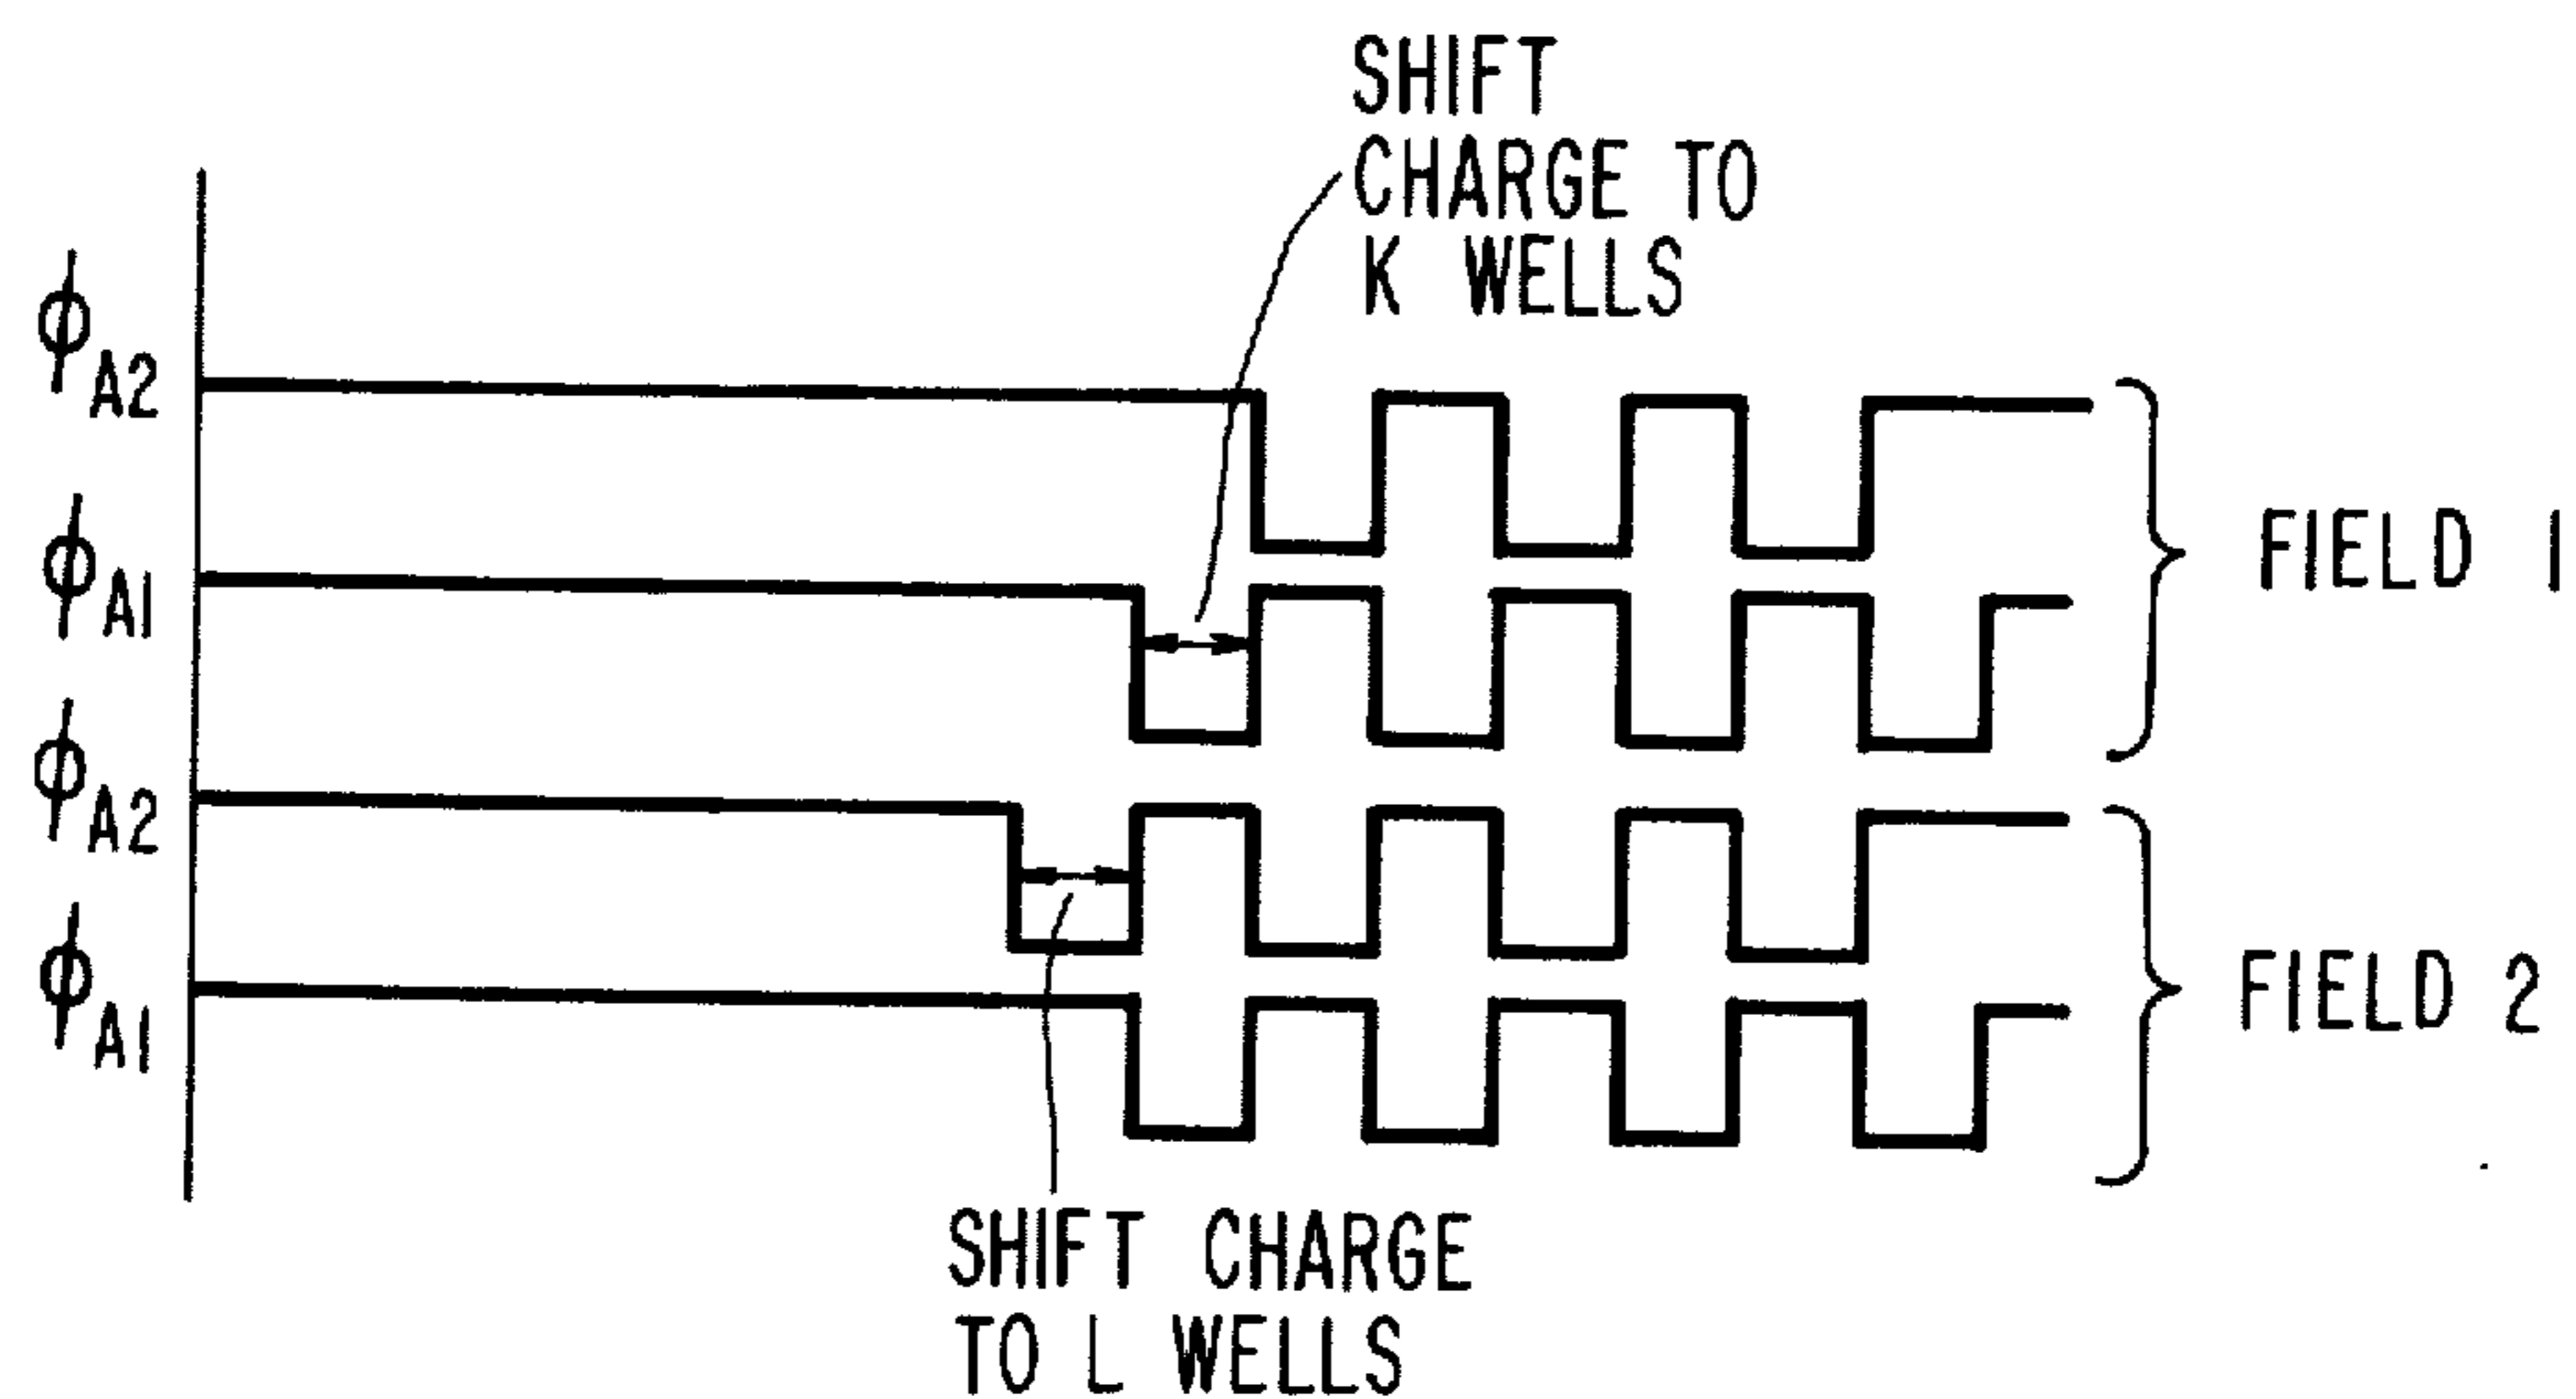 SHIFT
CHARGE TO
K WELLS
ϕA2
ϕA1
FIELD 1
ϕA2
ϕA1
FIELD 2
SHIFT CHARGE
TO L WELLS